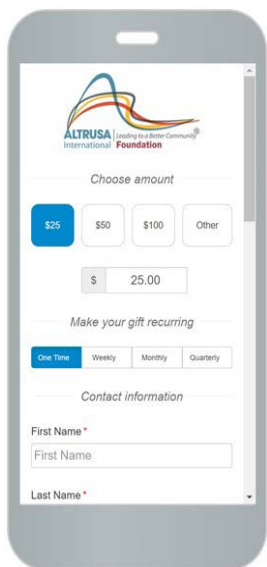 ALTRUSA Leading to a Better Community®
International Foundation
Choose amount
$25 $50 $100 Other
$ 25.00
Make your gift recurring
One Time Weekly Monthly Quarterly
Contact information
First Name *
First Name
Last Name *